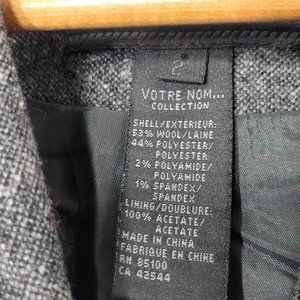 2
VOTRE NOM...
COLLECTION
SHELL/EXTERIEUR:
53% WOOL/LAINE
44% POLYESTER/
POLYESTER
2% POLYAMIDE/
POLYAMIDE
1% SPANDEX/
SPANDEX
LINING/DOUBLURE:
100% ACETATE/
ACETATE
MADE IN CHINA
FABRIQUE EN CHINE
RN 85100
CA 42544